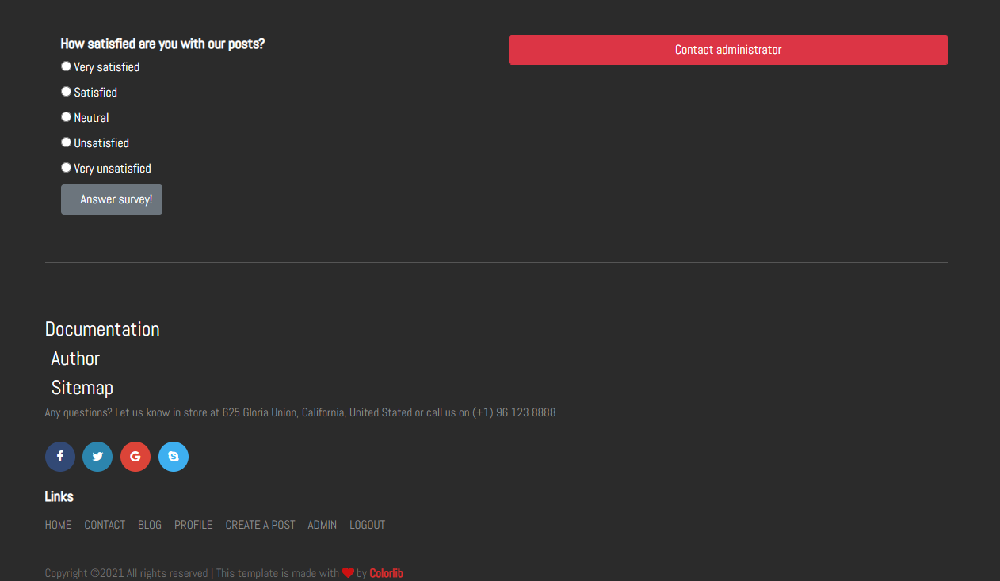 How satisfied are you with our posts?
Very satisfied
Satisfied
Neutral
Unsatisfied
Very unsatisfied
Answer survey!
Contact administrator
Documentation
Author
Sitemap
Any questions? Let us know in store at 625 Gloria Union, California, United Stated or call us on (+1) 96 123 8888
Links
HOME CONTACT BLOG PROFILE CREATE A POST ADMIN LOGOUT
Copyright ©2021 All rights reserved | This template is made with ❤ by Colorlib